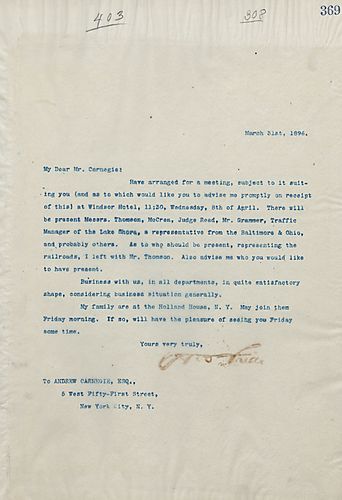 403 308 369
March 31st, 1896.
My Dear Mr. Carnegie:
Have arranged for a meeting, subject to it suit-
ing you (and as to which would like you to advise me promptly on receipt
of this) at Windsor Hotel, 11:30, Wednesday, 8th of April. There will
be present Messrs. Thomson, McCrea, Judge Reed, Mr. Grammer, Traffic
Manager of the Lake Shore, a representative from the Baltimore & Ohio,
and probably others. As to who should be present, representing the
railroads, I left with Mr. Thomson. Also advise me who you would like
to have present.
Business with us, in all departments, in quite satisfactory
shape, considering business situation generally.
My family are at the Holland House, N. Y. May join them
Friday morning. If so, will have the pleasure of seeing you Friday
some time.
Yours very truly,
To ANDREW CARNEGIE, ESQ.,
5 West Fifty-First Street,
New York City, N. Y.